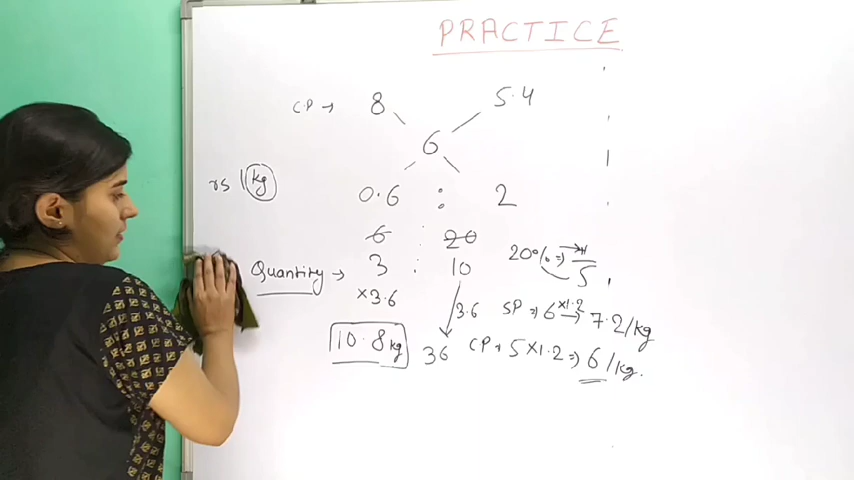 PRACTICE
C.P → 8 5.4
6
rs 1 kg
0.6 : 2
6 : 20
20% ⇒ +1/5
Quantity → 3 : 10
×3.6 3.6
SP ⇒ 6 ×1.2 → 7.2/kg
10.8 kg 36 CP → 5 × 1.2 ⇒ 6/kg.